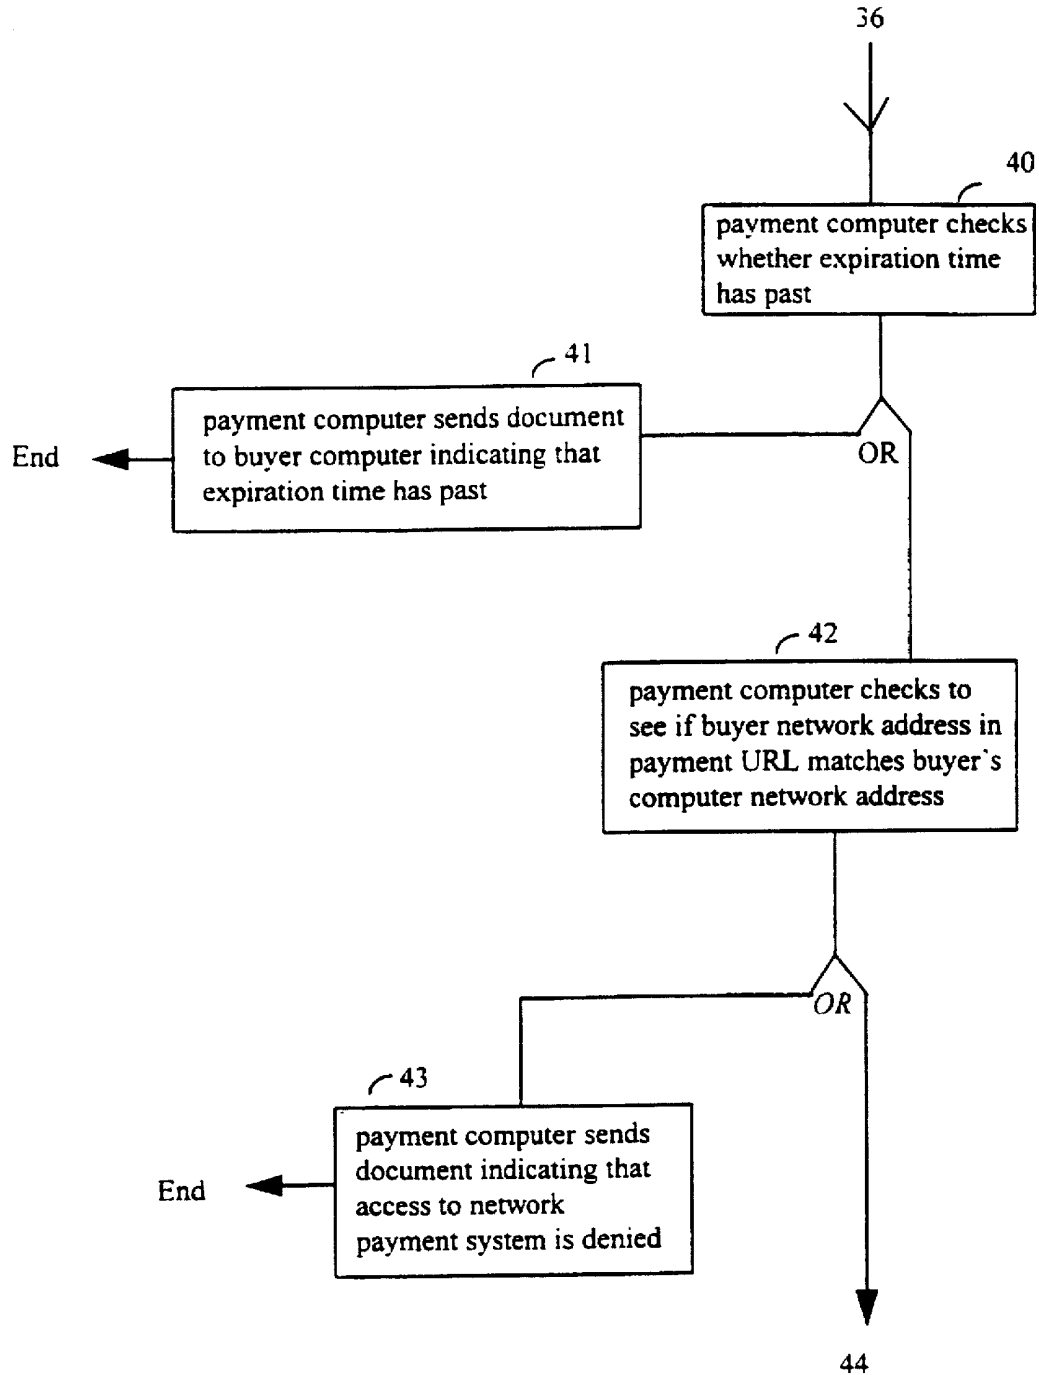 36
40
payment computer checks
whether expiration time
has past
41
payment computer sends document
to buyer computer indicating that
expiration time has past
End
OR
42
payment computer checks to
see if buyer network address in
payment URL matches buyer's
computer network address
OR
43
payment computer sends
document indicating that
access to network
payment system is denied
End
44